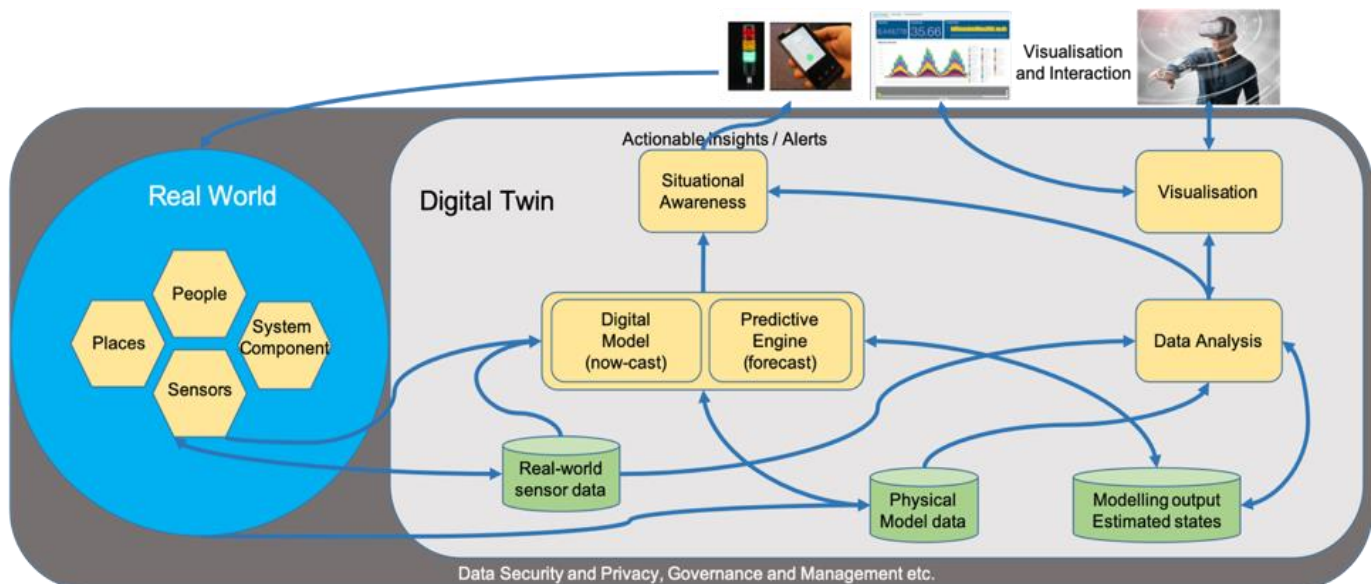 35.66
Visualisation
and Interaction
Actionable Insights / Alerts
Real World
Digital Twin
Situational
Awareness
Visualisation
People
Places
System
Component
Sensors
Digital
Model
(now-cast)
Predictive
Engine
(forecast)
Data Analysis
Real-world
sensor data
Physical
Model data
Modelling output
Estimated states
Data Security and Privacy, Governance and Management etc.